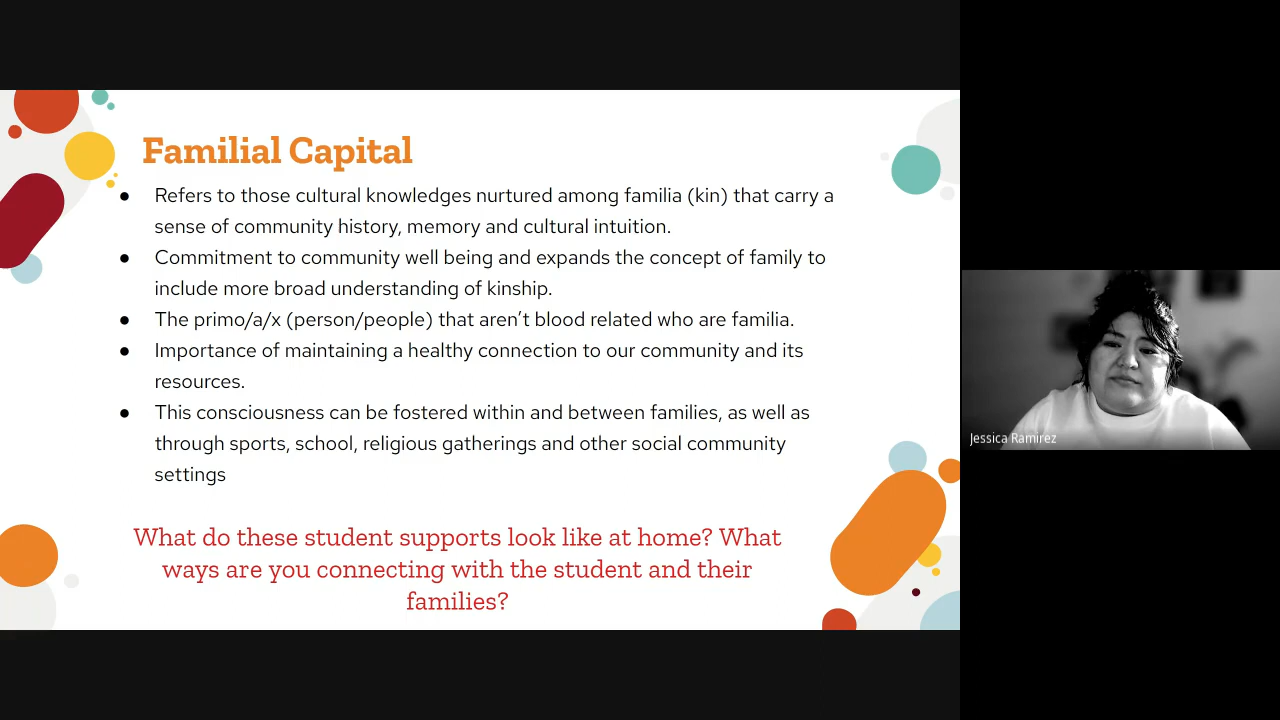 Familial Capital
● Refers to those cultural knowledges nurtured among familia (kin) that carry a
sense of community history, memory and cultural intuition.
● Commitment to community well being and expands the concept of family to
include more broad understanding of kinship.
● The primo/a/x (person/people) that aren’t blood related who are familia.
● Importance of maintaining a healthy connection to our community and its
resources.
● This consciousness can be fostered within and between families, as well as
through sports, school, religious gatherings and other social community
settings
What do these student supports look like at home? What
ways are you connecting with the student and their
families?
Jessica Ramirez